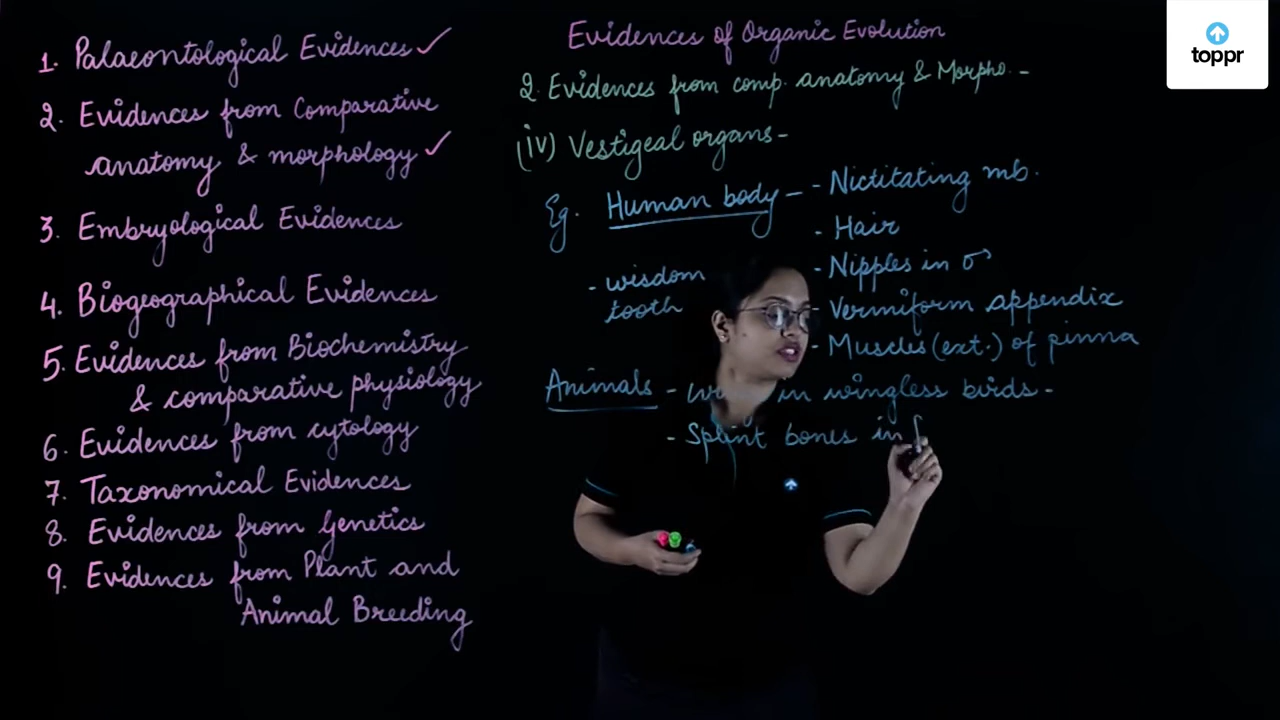 1. Palaeontological Evidences ✓
2. Evidences from Comparative
anatomy & morphology ✓
3. Embryological Evidences
4. Biogeographical Evidences
5. Evidences from Biochemistry
& comparative physiology
6. Evidences from cytology
7. Taxonomical Evidences
8. Evidences from Genetics
9. Evidences from Plant and
Animal Breeding
Evidences of Organic Evolution
2. Evidences from comp. anatomy & Morpho. -
(iv) Vestigeal organs -
Eg. Human body - - Nictitating mb.
- Hair
- Nipples in ♂
- Vermiform appendix
- Muscles (ext.) of pinna
- wisdom
tooth
Animals - in wingless birds -
- Splint bones in
toppr